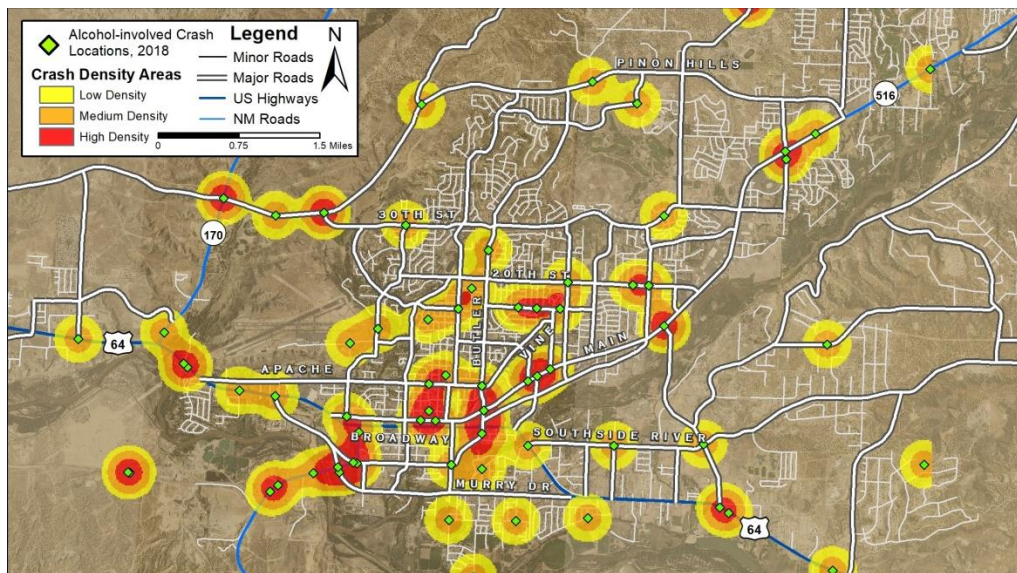 Alcohol-involved Crash
Locations, 2018
Crash Density Areas
Low Density
Medium Density
High Density
Legend
Minor Roads
Major Roads
US Highways
NM Roads
N
0 0.75 1.5 Miles
PINON HILLS
516
30TH ST
170
20TH ST
BUTLER
VINE
MAIN
64
APACHE
BROADWAY
SOUTHSIDE RIVER
MURRY DR
64